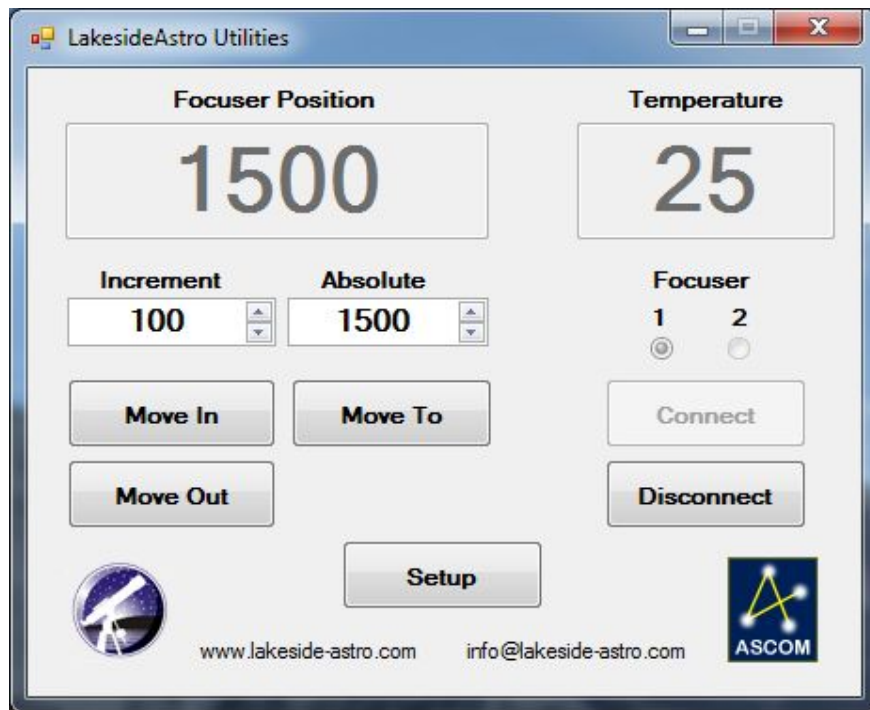 LakesideAstro Utilities
Focuser Position
Temperature
1500
25
Increment
Absolute
Focuser
100
1500
1 2
Move In
Move To
Connect
Move Out
Disconnect
Setup
www.lakeside-astro.com
info@lakeside-astro.com
ASCOM